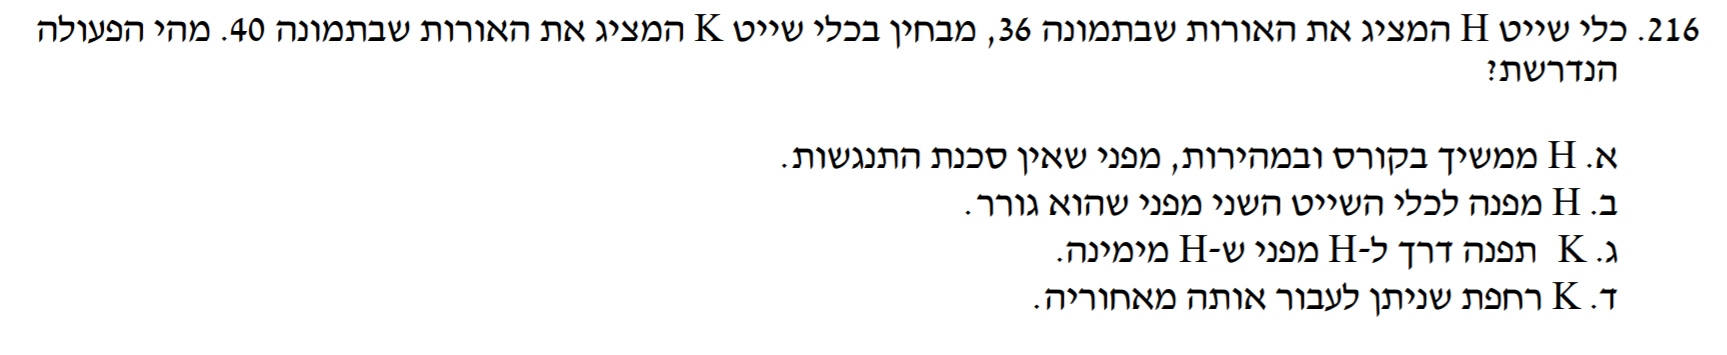 216. כלי שייט H המציג את האורות שבתמונה 36, מבחין בכלי שייט K המציג את האורות שבתמונה 40. מהי הפעולה
הנדרשת?
א. H ממשיך בקורס ובמהירות, מפני שאין סכנת התנגשות.
ב. H מפנה לכלי השייט השני מפני שהוא גורר.
ג. K תפנה דרך ל-H מפני ש-H מימינה.
ד. K רחפת שניתן לעבור אותה מאחוריה.